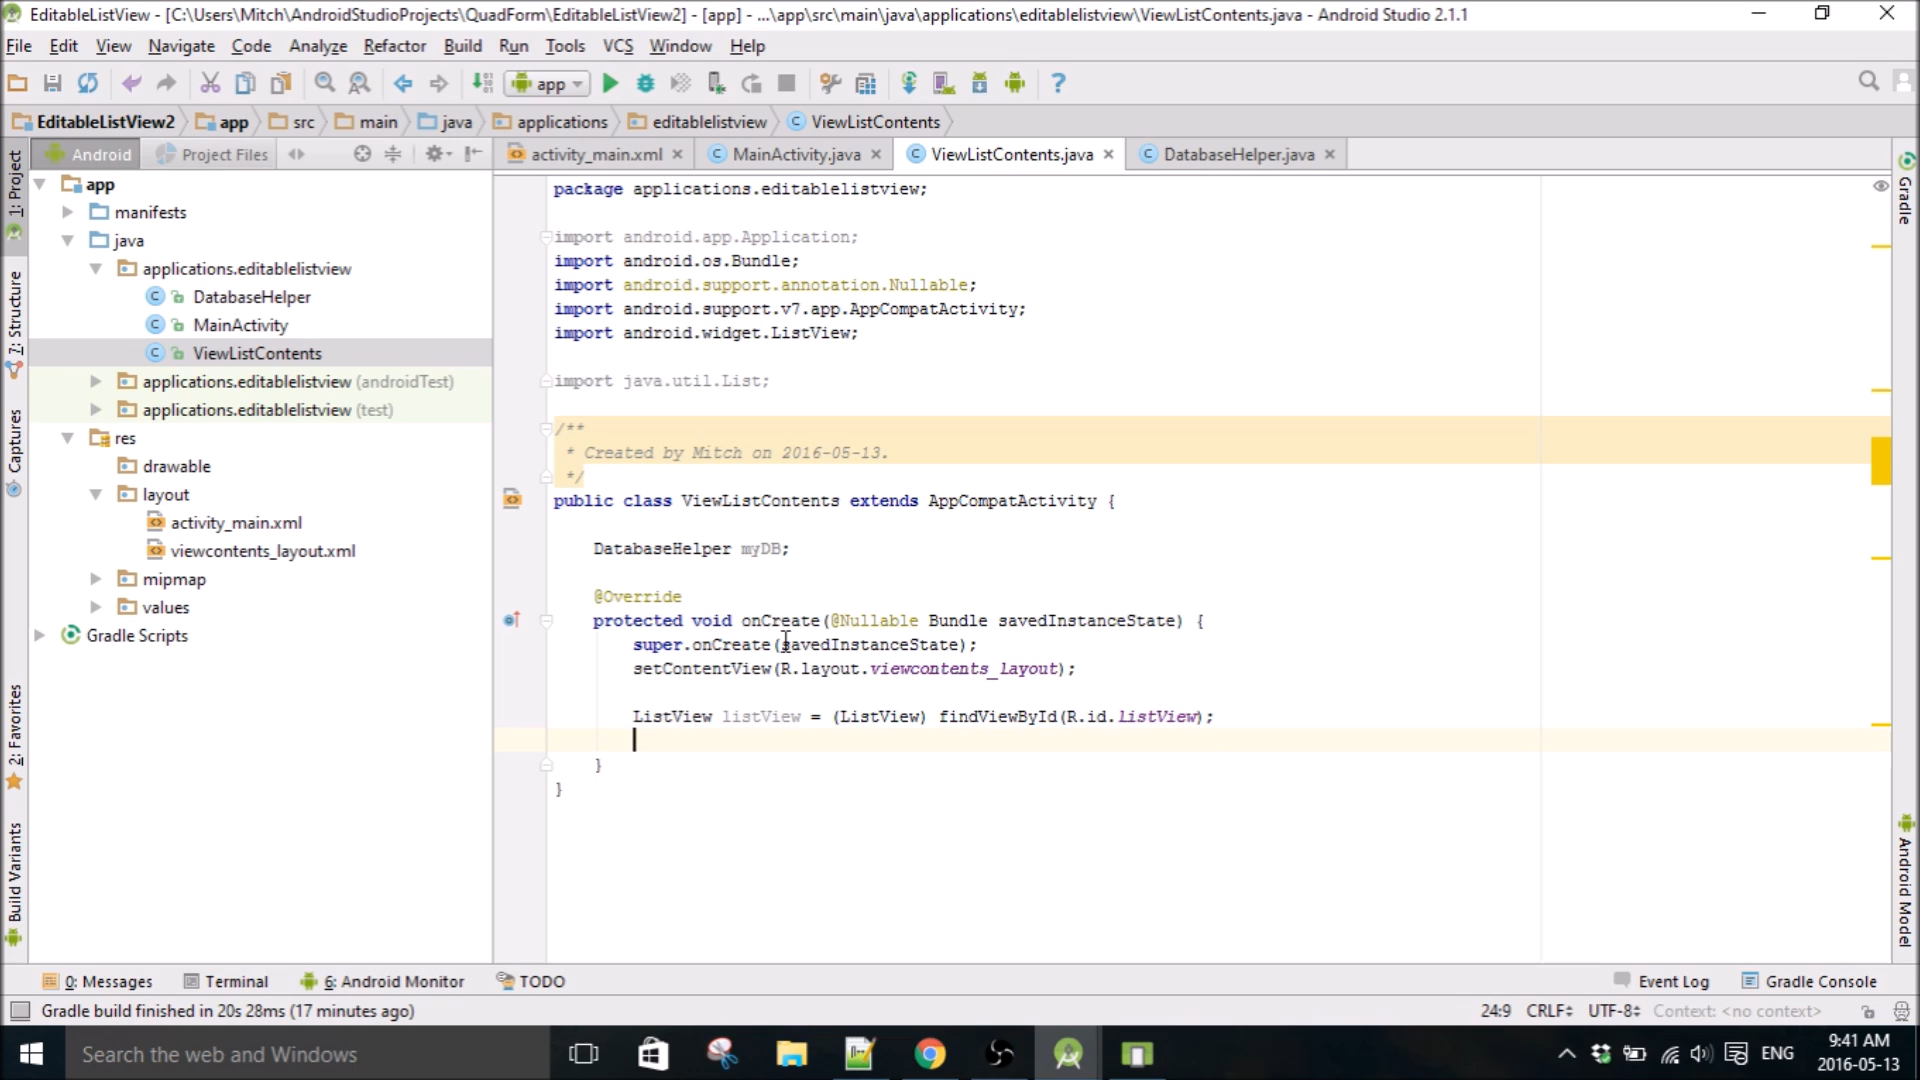 EditableListView - [C:\Users\Mitch\AndroidStudioProjects\QuadForm\EditableListView2] - [app] - ...\app\src\main\java\applications\editablelistview\ViewListContents.java - Android Studio 2.1.1
File Edit View Navigate Code Analyze Refactor Build Run Tools VCS Window Help
app
EditableListView2 app src main java applications editablelistview ViewListContents
Android Project Files activity_main.xml MainActivity.java ViewListContents.java DatabaseHelper.java
1: Project
7: Structure
Captures
2: Favorites
Build Variants
app
manifests
java
applications.editablelistview
DatabaseHelper
MainActivity
ViewListContents
applications.editablelistview (androidTest)
applications.editablelistview (test)
res
drawable
layout
activity_main.xml
viewcontents_layout.xml
mipmap
values
Gradle Scripts
package applications.editablelistview;
import android.app.Application;
import android.os.Bundle;
import android.support.annotation.Nullable;
import android.support.v7.app.AppCompatActivity;
import android.widget.ListView;
import java.util.List;
/**
* Created by Mitch on 2016-05-13.
*/
public class ViewListContents extends AppCompatActivity {
DatabaseHelper myDB;
@Override
protected void onCreate(@Nullable Bundle savedInstanceState) {
super.onCreate(savedInstanceState);
setContentView(R.layout.viewcontents_layout);
ListView listView = (ListView) findViewById(R.id.listView);
}
}
Gradle
Android Model
0: Messages Terminal 6: Android Monitor TODO Event Log Gradle Console
Gradle build finished in 20s 28ms (17 minutes ago) 24:9 CRLF UTF-8 Context: <no context>
Search the web and Windows ENG 9:41 AM
2016-05-13